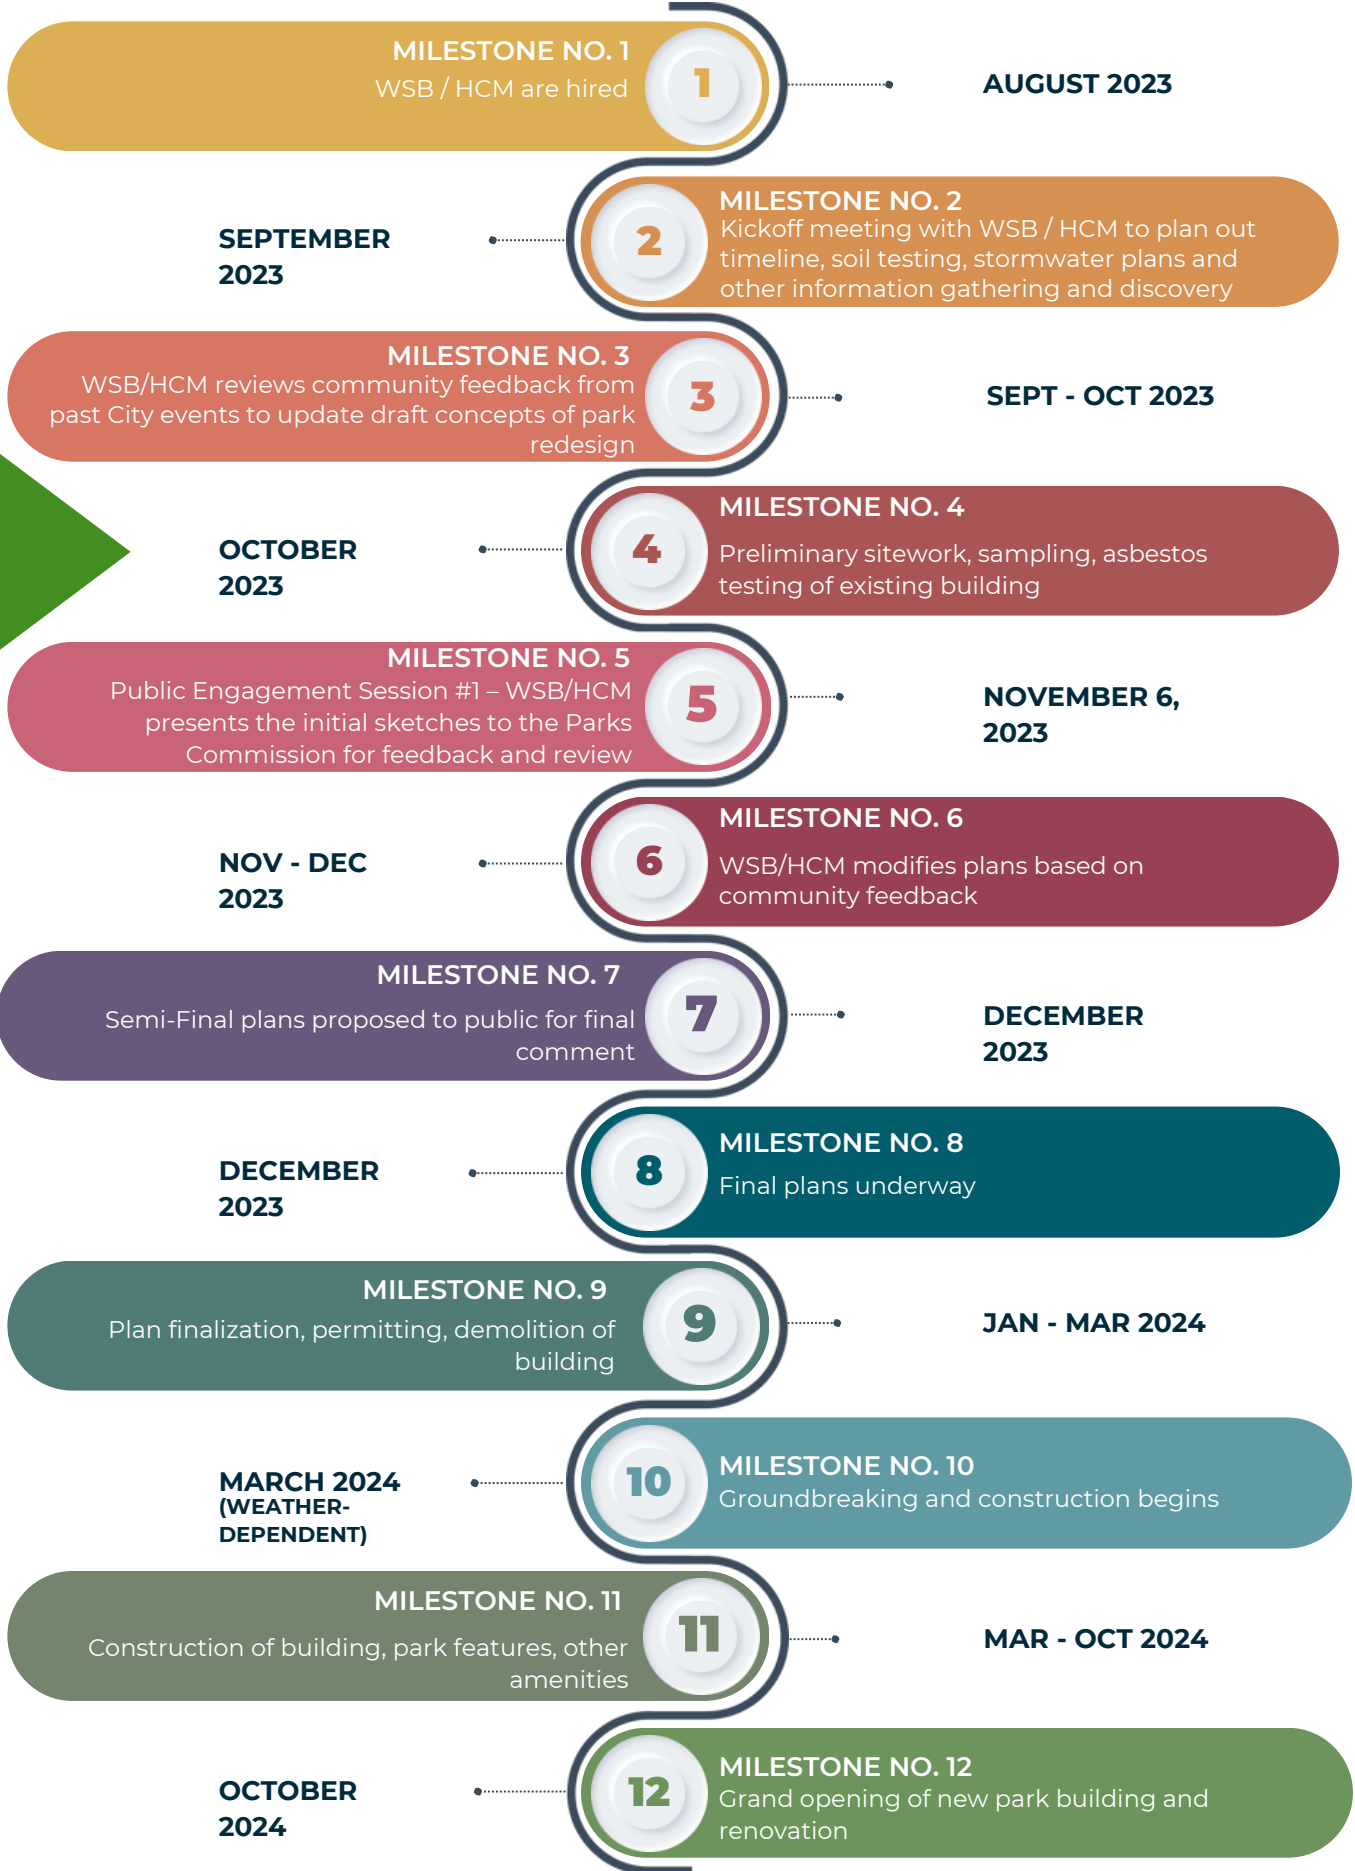 MILESTONE NO. 1
WSB / HCM are hired
1
AUGUST 2023
SEPTEMBER
2023
2
MILESTONE NO. 2
Kickoff meeting with WSB / HCM to plan out
timeline, soil testing, stormwater plans and
other information gathering and discovery
MILESTONE NO. 3
WSB/HCM reviews community feedback from
past City events to update draft concepts of park
redesign
3
SEPT - OCT 2023
OCTOBER
2023
4
MILESTONE NO. 4
Preliminary sitework, sampling, asbestos
testing of existing building
MILESTONE NO. 5
Public Engagement Session #1 – WSB/HCM
presents the initial sketches to the Parks
Commission for feedback and review
5
NOVEMBER 6,
2023
NOV - DEC
2023
6
MILESTONE NO. 6
WSB/HCM modifies plans based on
community feedback
MILESTONE NO. 7
Semi-Final plans proposed to public for final
comment
7
DECEMBER
2023
DECEMBER
2023
8
MILESTONE NO. 8
Final plans underway
MILESTONE NO. 9
Plan finalization, permitting, demolition of
building
9
JAN - MAR 2024
MARCH 2024
(WEATHER-
DEPENDENT)
10
MILESTONE NO. 10
Groundbreaking and construction begins
MILESTONE NO. 11
Construction of building, park features, other
amenities
11
MAR - OCT 2024
OCTOBER
2024
12
MILESTONE NO. 12
Grand opening of new park building and
renovation